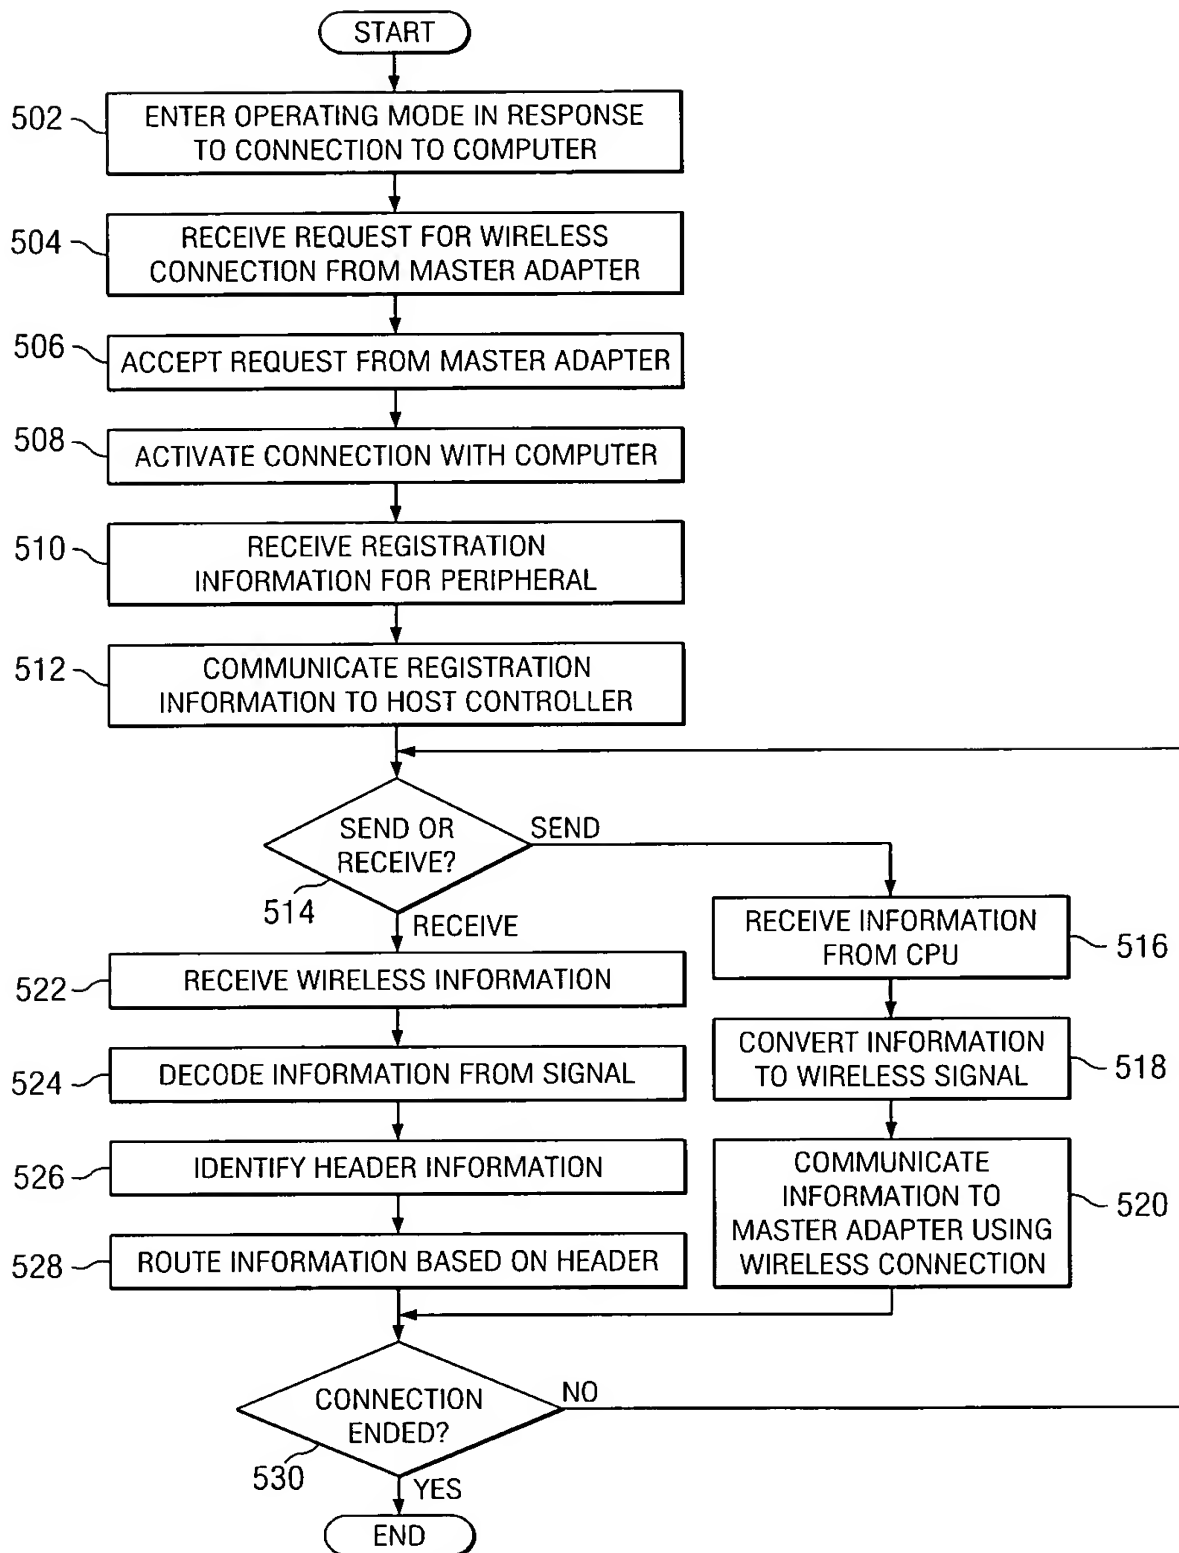 START
502
ENTER OPERATING MODE IN RESPONSE
TO CONNECTION TO COMPUTER
504
RECEIVE REQUEST FOR WIRELESS
CONNECTION FROM MASTER ADAPTER
506
ACCEPT REQUEST FROM MASTER ADAPTER
508
ACTIVATE CONNECTION WITH COMPUTER
510
RECEIVE REGISTRATION
INFORMATION FOR PERIPHERAL
512
COMMUNICATE REGISTRATION
INFORMATION TO HOST CONTROLLER
SEND OR
RECEIVE?
514
SEND
RECEIVE
RECEIVE INFORMATION
FROM CPU
516
CONVERT INFORMATION
TO WIRELESS SIGNAL
518
COMMUNICATE
INFORMATION TO
MASTER ADAPTER USING
WIRELESS CONNECTION
520
522
RECEIVE WIRELESS INFORMATION
524
DECODE INFORMATION FROM SIGNAL
526
IDENTIFY HEADER INFORMATION
528
ROUTE INFORMATION BASED ON HEADER
CONNECTION
ENDED?
530
NO
YES
END